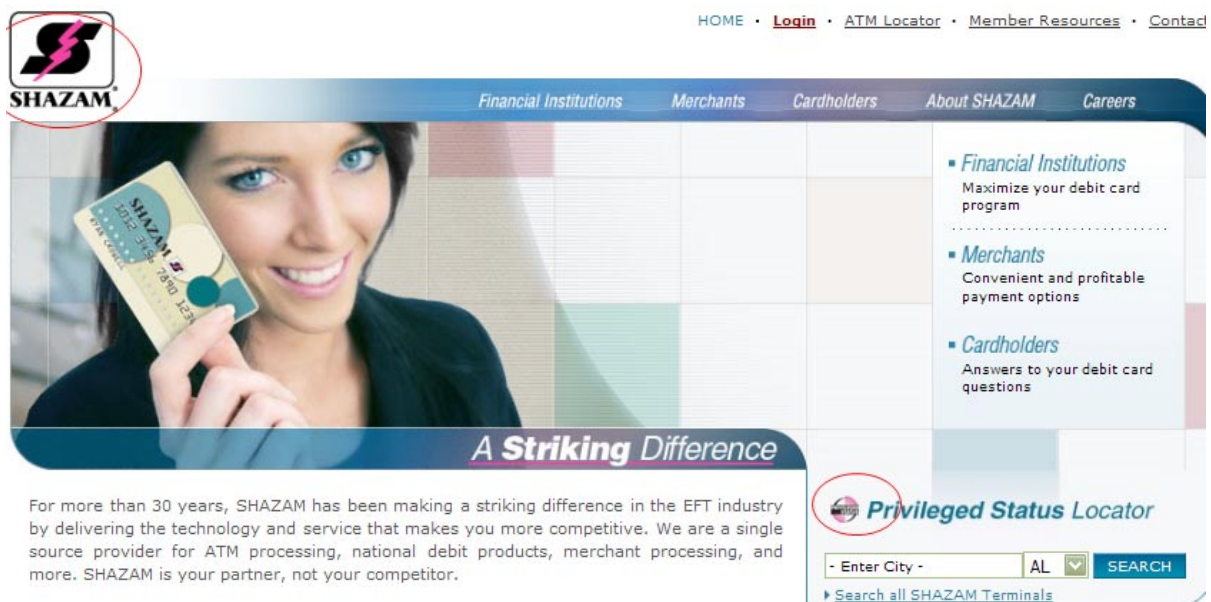 HOME • Login • ATM Locator • Member Resources • Contact
SHAZAM®
Financial Institutions Merchants Cardholders About SHAZAM Careers
▪ Financial Institutions
Maximize your debit card
program
▪ Merchants
Convenient and profitable
payment options
▪ Cardholders
Answers to your debit card
questions
SHAZAM
1032 3456 7890 1234
RYAN
A Striking Difference
For more than 30 years, SHAZAM has been making a striking difference in the EFT industry
by delivering the technology and service that makes you more competitive. We are a single
source provider for ATM processing, national debit products, merchant processing, and
more. SHAZAM is your partner, not your competitor.
Privileged Status Locator
- Enter City - AL SEARCH
Search all SHAZAM Terminals